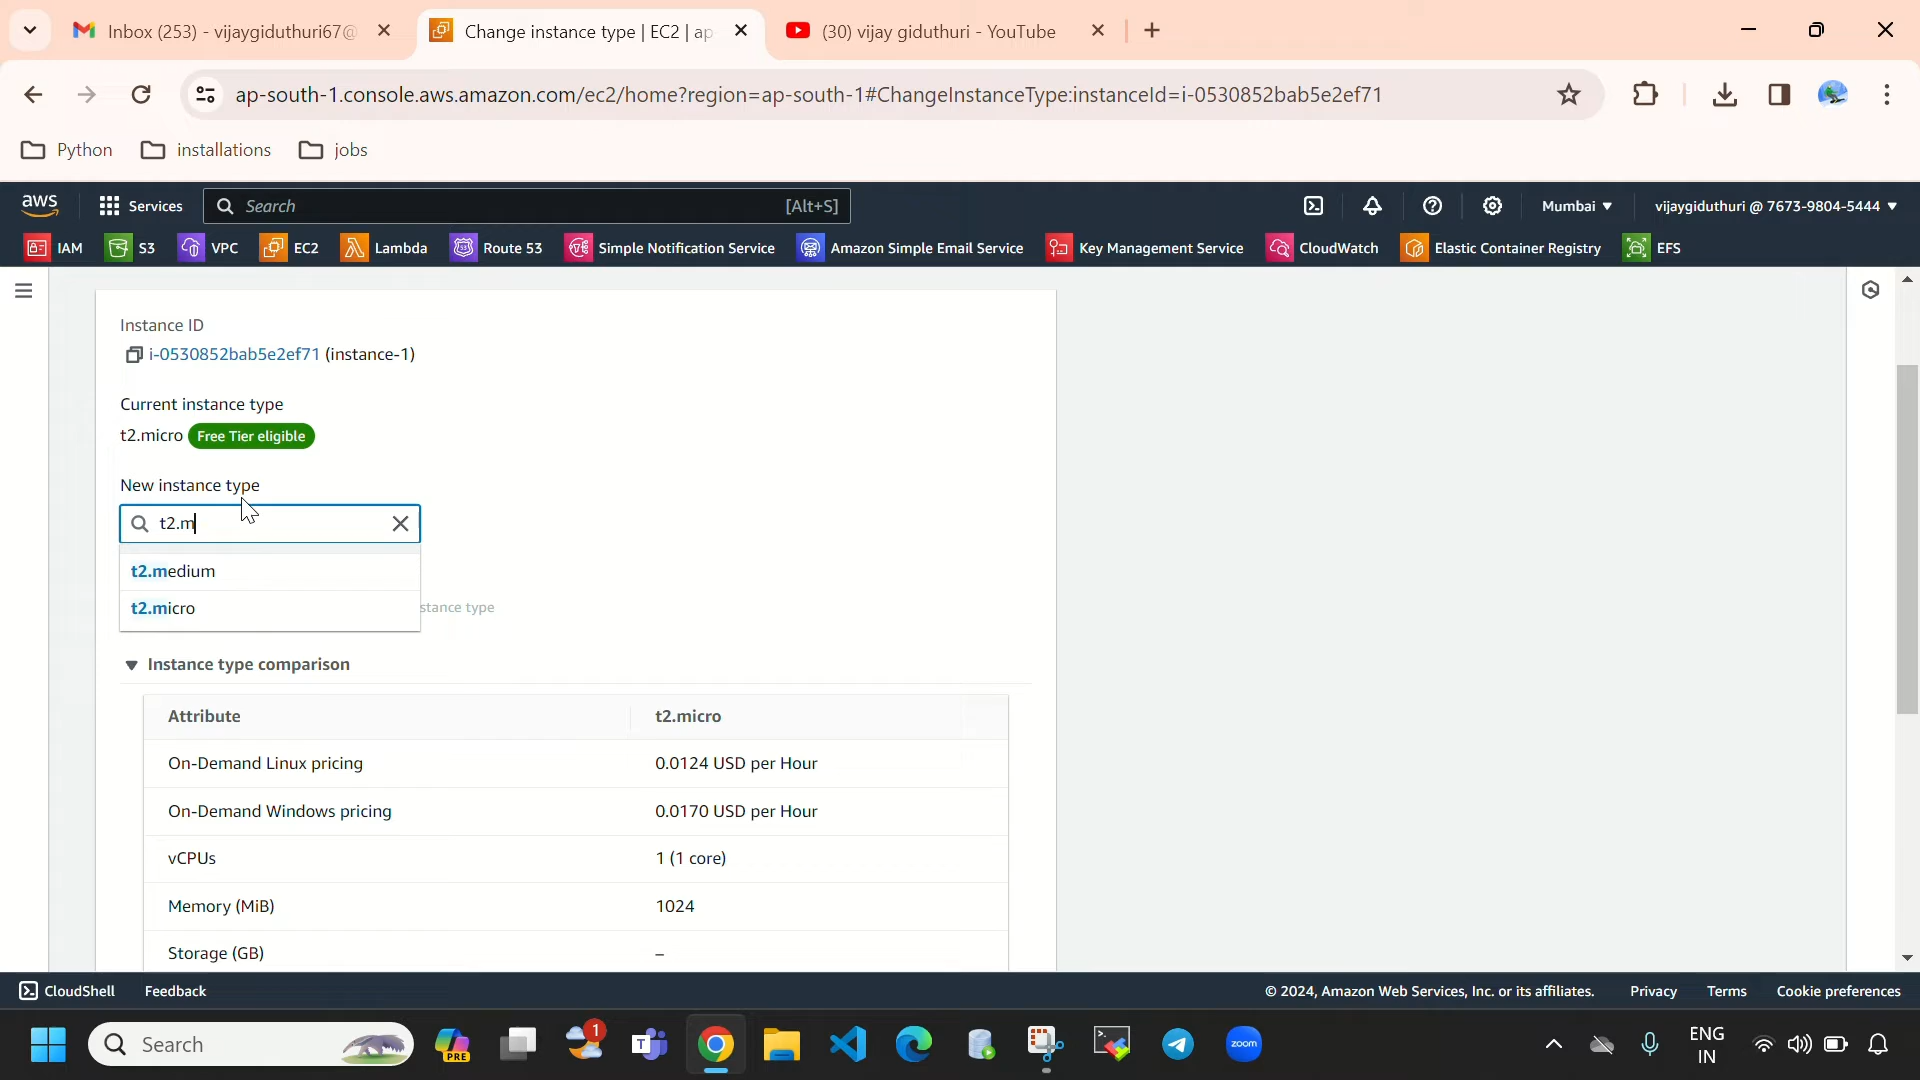 Inbox (253) - vijaygiduthuri67@
Change instance type | EC2 | ap
(30) vijay giduthuri - YouTube
ap-south-1.console.aws.amazon.com/ec2/home?region=ap-south-1#ChangeInstanceType:instanceId=i-0530852bab5e2ef71
Python
installations
jobs
aws
Services
Search
[Alt+S]
Mumbai
vijaygiduthuri @ 7673-9804-5444
IAM
S3
VPC
EC2
Lambda
Route 53
Simple Notification Service
Amazon Simple Email Service
Key Management Service
CloudWatch
Elastic Container Registry
EFS
Instance ID
i-0530852bab5e2ef71 (instance-1)
Current instance type
t2.micro Free Tier eligible
New instance type
t2.m
t2.medium
t2.micro
stance type
Instance type comparison
Attribute t2.micro
On-Demand Linux pricing 0.0124 USD per Hour
On-Demand Windows pricing 0.0170 USD per Hour
vCPUs 1 (1 core)
Memory (MiB) 1024
Storage (GB) –
CloudShell
Feedback
© 2024, Amazon Web Services, Inc. or its affiliates.
Privacy
Terms
Cookie preferences
Search
PRE
1
T
zoom
ENG
IN